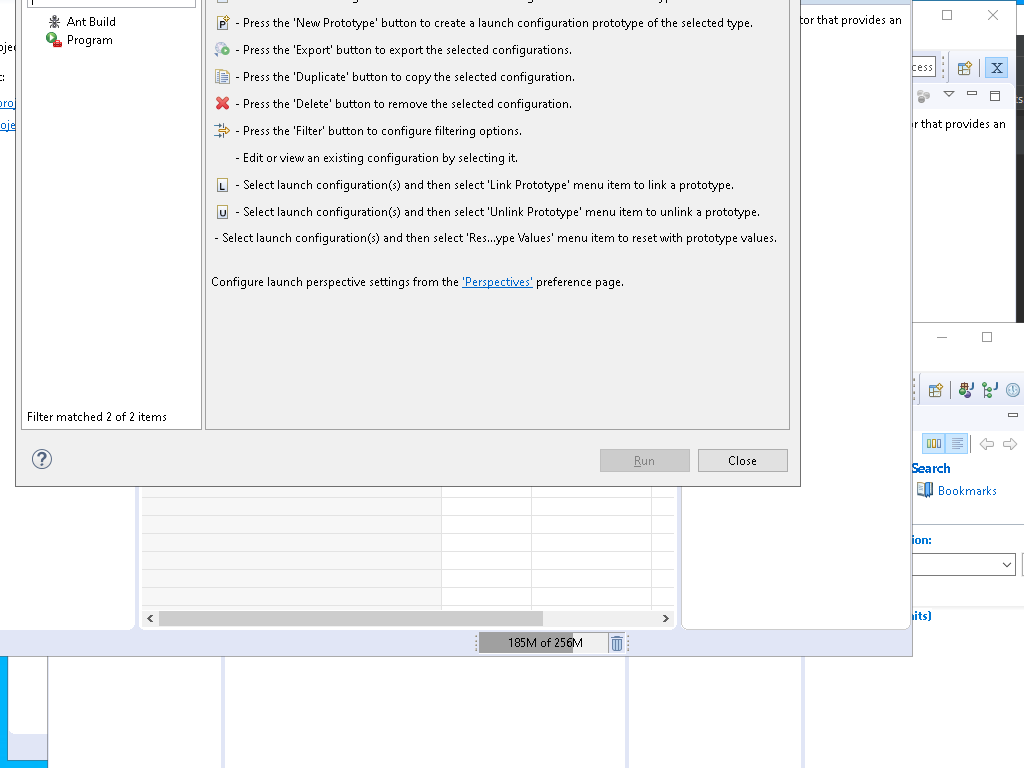 - Press the 'New Prototype' button to create a launch configuration prototype of the selected type.
- Press the 'Export' button to export the selected configurations.
- Press the 'Duplicate' button to copy the selected configuration.
- Press the 'Delete' button to remove the selected configuration.
- Press the 'Filter' button to configure filtering options.
- Edit or view an existing configuration by selecting it.
- Select launch configuration(s) and then select 'Link Prototype' menu item to link a prototype.
- Select launch configuration(s) and then select 'Unlink Prototype' menu item to unlink a prototype.
- Select launch configuration(s) and then select 'Res...ype Values' menu item to reset with prototype values.
Configure launch perspective settings from the 'Perspectives' preference page.
Ant Build
Program
Filter matched 2 of 2 items
Run
Close
tor that provides an
cess
r that provides an
Search
Bookmarks
ion:
nits)
185M of 256M